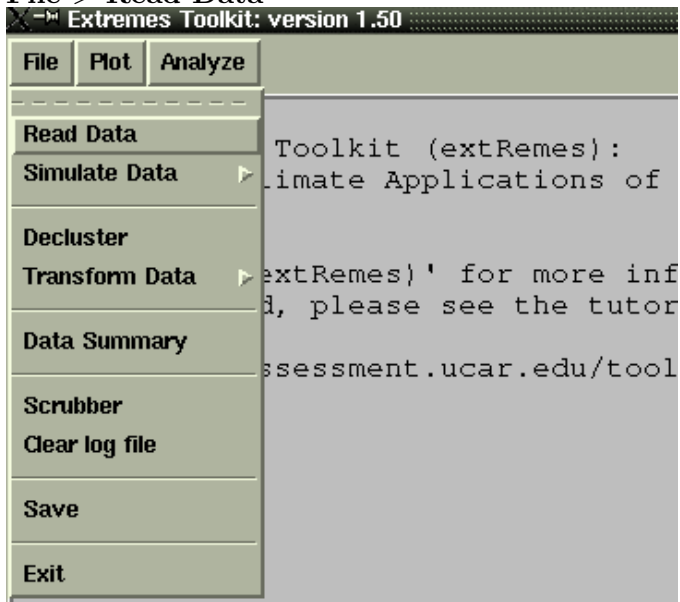 File > Read Data
Extremes Toolkit: version 1.50
File Plot Analyze
Read Data
Simulate Data
Decluster
Transform Data
Data Summary
Scrubber
Clear log file
Save
Exit
Toolkit (extRemes):
limate Applications of
extRemes)' for more inf
d, please see the tutor
ssessment.ucar.edu/tool